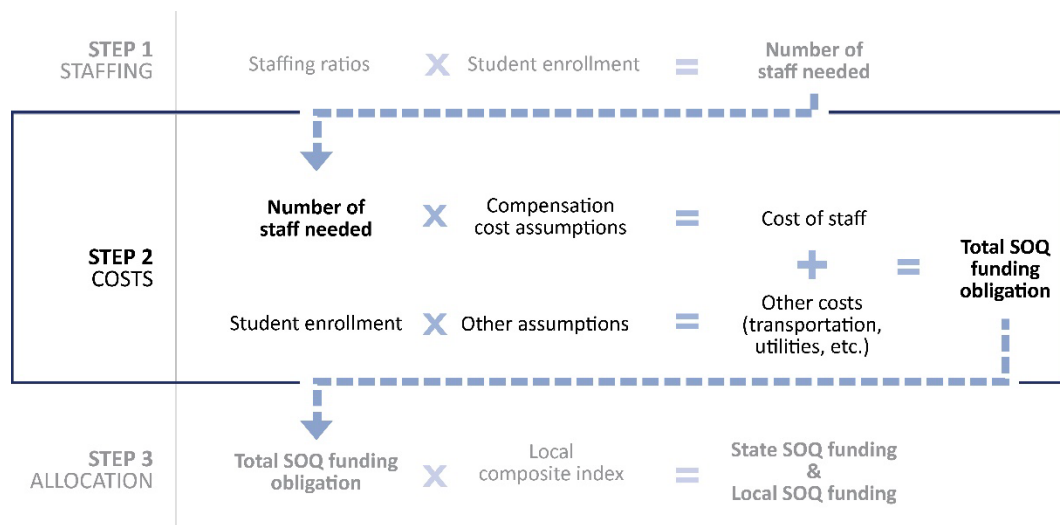 STEP 1
STAFFING
Staffing ratios x Student enrollment = Number of
staff needed
STEP 2
COSTS
Number of
staff needed
x
Compensation
cost assumptions
=
Cost of staff
+
Student enrollment x Other assumptions =
Other costs
(transportation,
utilities, etc.)
=
Total SOQ
funding
obligation
STEP 3
ALLOCATION
Total SOQ funding
obligation
x
Local
composite index
=
State SOQ funding
&
Local SOQ funding